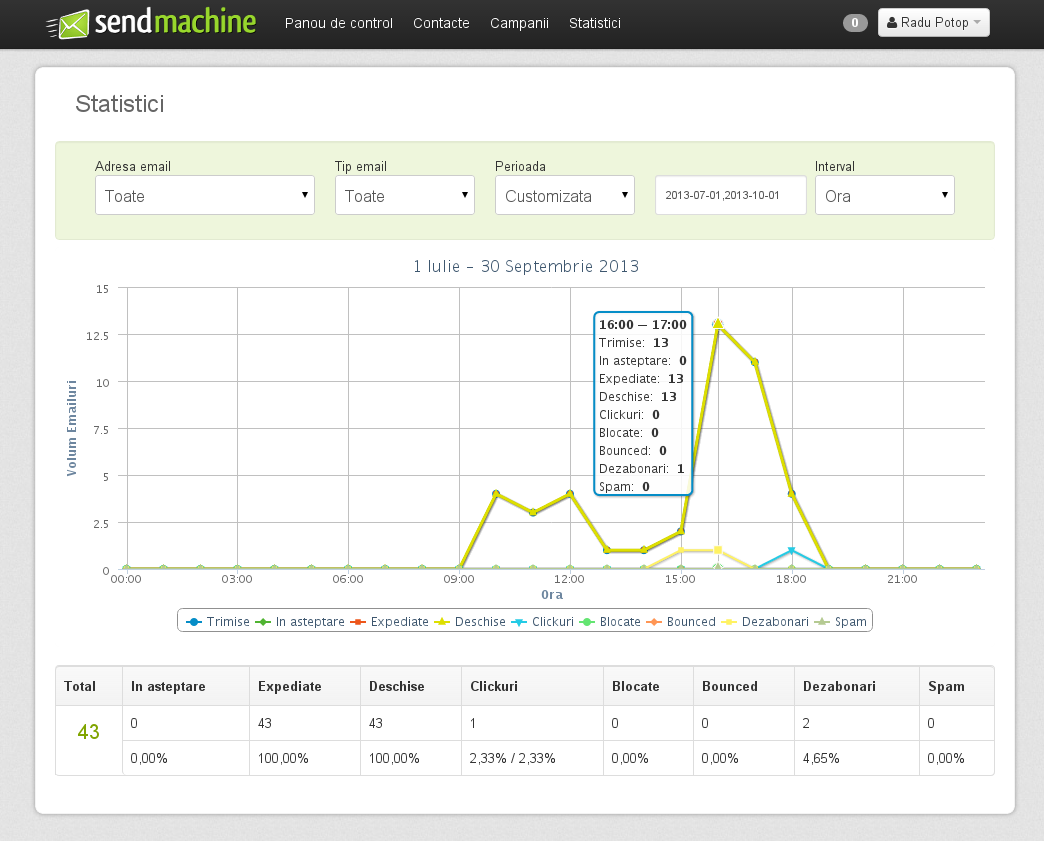 sendmachine Panou de control Contacte Campanii Statistici 0 Radu Potop
Statistici
Adresa email Tip email Perioada Interval
Toate Toate Customizata 2013-07-01,2013-10-01 Ora
1 Iulie – 30 Septembrie 2013
Volum Emailuri
15
12.5
10
7.5
5
2.5
0
16:00 — 17:00
Trimise: 13
In asteptare: 0
Expediate: 13
Deschise: 13
Clickuri: 0
Blocate: 0
Bounced: 0
Dezabonari: 1
Spam: 0
00:00 03:00 06:00 09:00 12:00 15:00 18:00 21:00
Ora
Trimise In asteptare Expediate Deschise Clickuri Blocate Bounced Dezabonari Spam
Total In asteptare Expediate Deschise Clickuri Blocate Bounced Dezabonari Spam
43 0 43 43 1 0 0 2 0
0,00% 100,00% 100,00% 2,33% / 2,33% 0,00% 0,00% 4,65% 0,00%